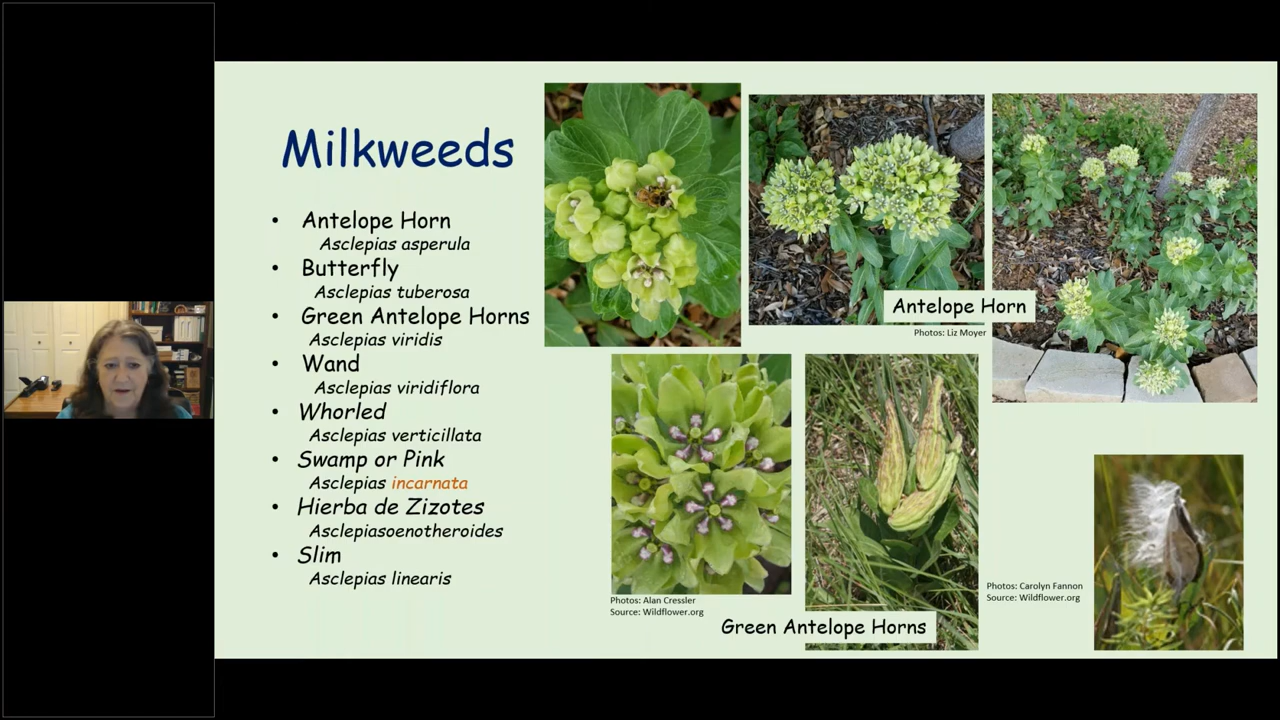 Milkweeds
• Antelope Horn
Asclepias asperula
• Butterfly
Asclepias tuberosa
• Green Antelope Horns
Asclepias viridis
• Wand
Asclepias viridiflora
• Whorled
Asclepias verticillata
• Swamp or Pink
Asclepias incarnata
• Hierba de Zizotes
Asclepiasoenotheroides
• Slim
Asclepias linearis
Antelope Horn
Photos: Liz Moyer
Photos: Alan Cressler
Source: Wildflower.org
Green Antelope Horns
Photos: Carolyn Fannon
Source: Wildflower.org